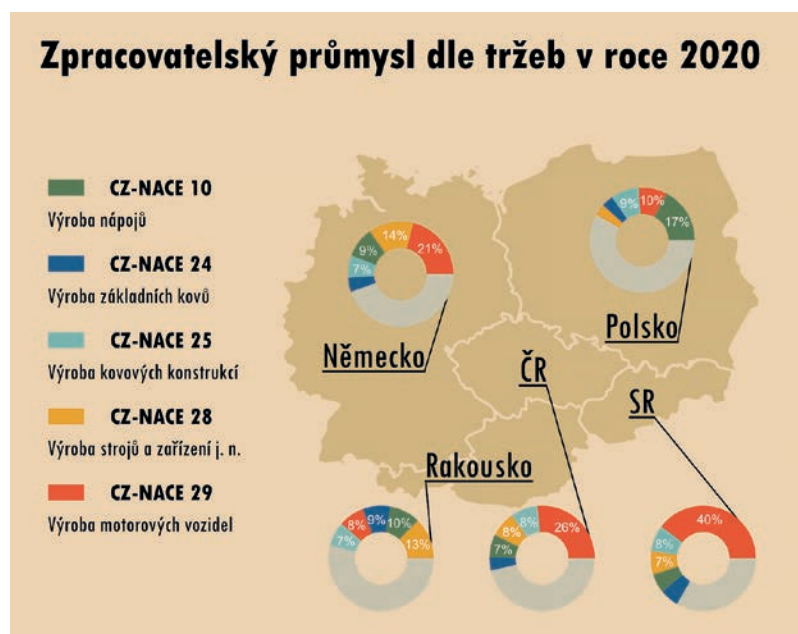 Zpracovatelský průmysl dle tržeb v roce 2020
CZ-NACE 10
Výroba nápojů
CZ-NACE 24
Výroba základních kovů
CZ-NACE 25
Výroba kovových konstrukcí
CZ-NACE 28
Výroba strojů a zařízení j. n.
CZ-NACE 29
Výroba motorových vozidel
9%
10%
17%
Polsko
14%
9%
21%
7%
Německo
ČR
SR
Rakousko
9%
10%
8%
7%
13%
8%
8%
26%
7%
40%
8%
7%